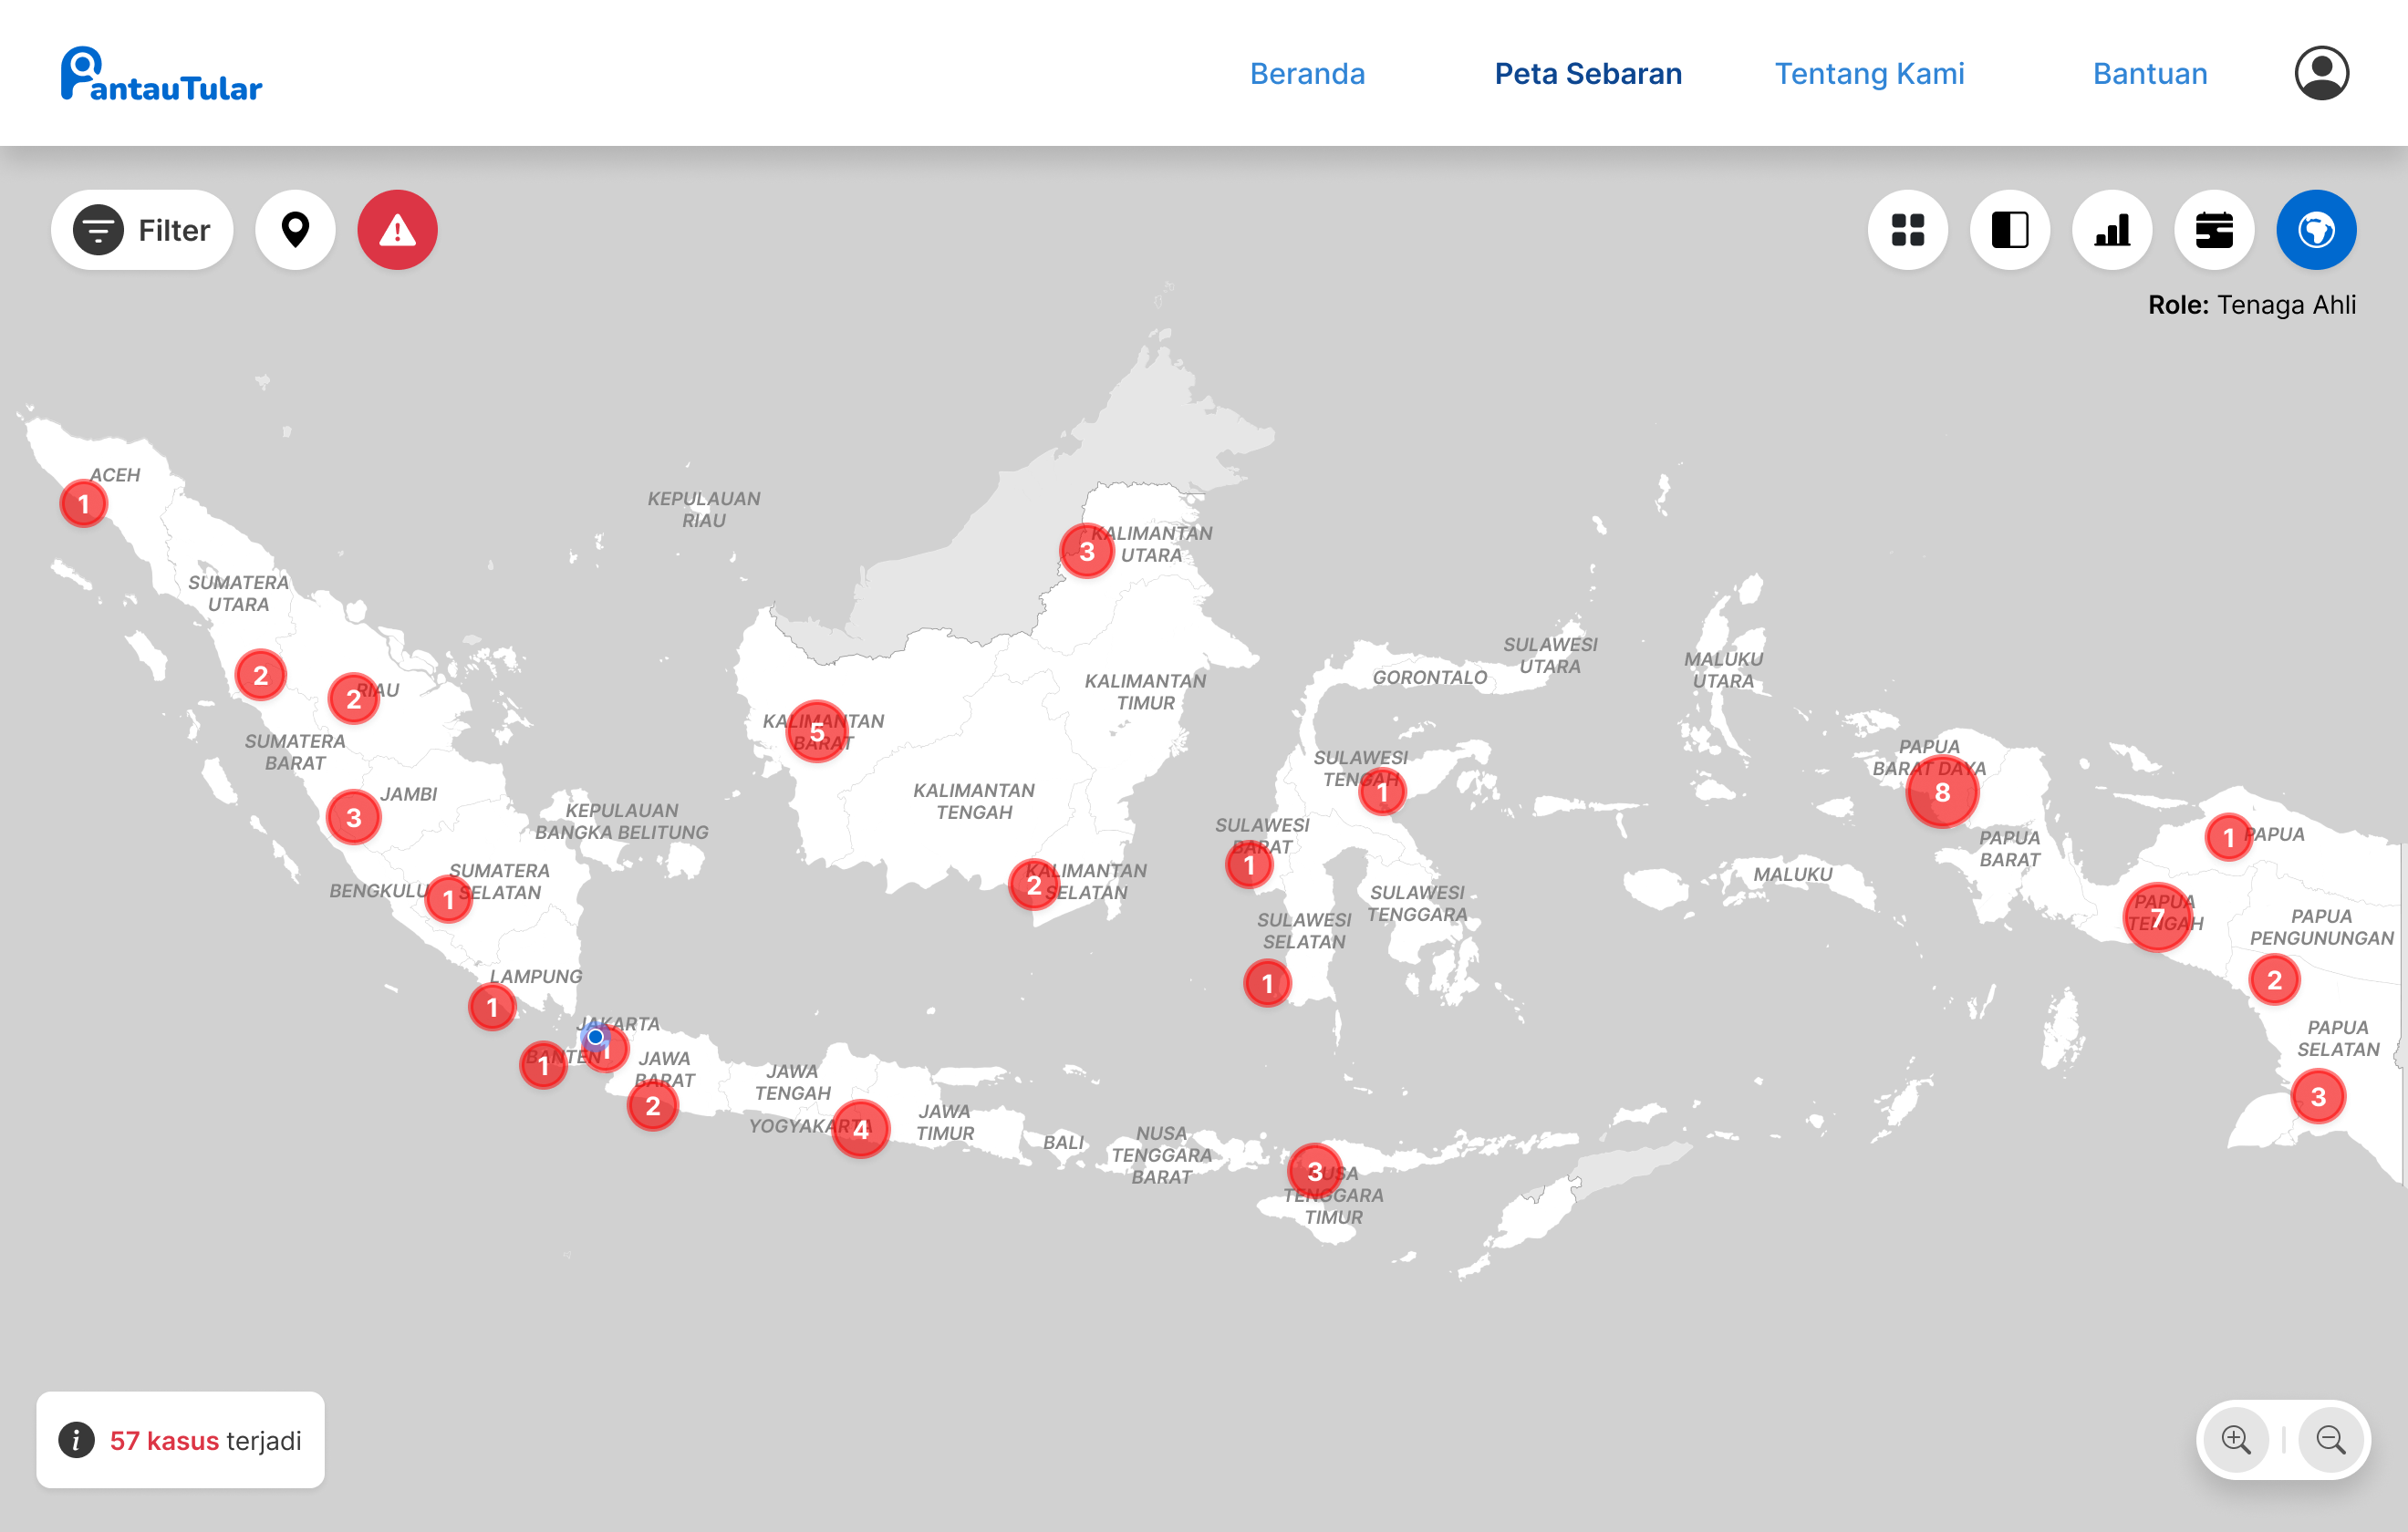 PantauTular
Beranda
Peta Sebaran
Tentang Kami
Bantuan
Filter
Role: Tenaga Ahli
ACEH
1
KEPULAUAN
RIAU
KALIMANTAN
UTARA
3
SUMATERA
UTARA
2
RIAU
2
SULAWESI
UTARA
GORONTALO
MALUKU
UTARA
KALIMANTAN
TIMUR
KALIMANTAN
BARAT
5
SUMATERA
BARAT
SULAWESI
TENGAH
1
PAPUA
BARAT DAYA
8
JAMBI
3
KEPULAUAN
BANGKA BELITUNG
KALIMANTAN
TENGAH
SULAWESI
BARAT
1
PAPUA
BARAT
1
PAPUA
SUMATERA
SELATAN
BENGKULU
1
KALIMANTAN
SELATAN
2
MALUKU
SULAWESI
TENGGARA
SULAWESI
SELATAN
1
PAPUA
TENGAH
7
PAPUA
PENGUNUNGAN
2
LAMPUNG
1
JAKARTA
1
BANTEN
1
JAWA
BARAT
2
JAWA
TENGAH
YOGYAKARTA
4
JAWA
TIMUR
BALI
NUSA
TENGGARA
BARAT
NUSA
TENGGARA
TIMUR
3
PAPUA
SELATAN
3
57 kasus terjadi